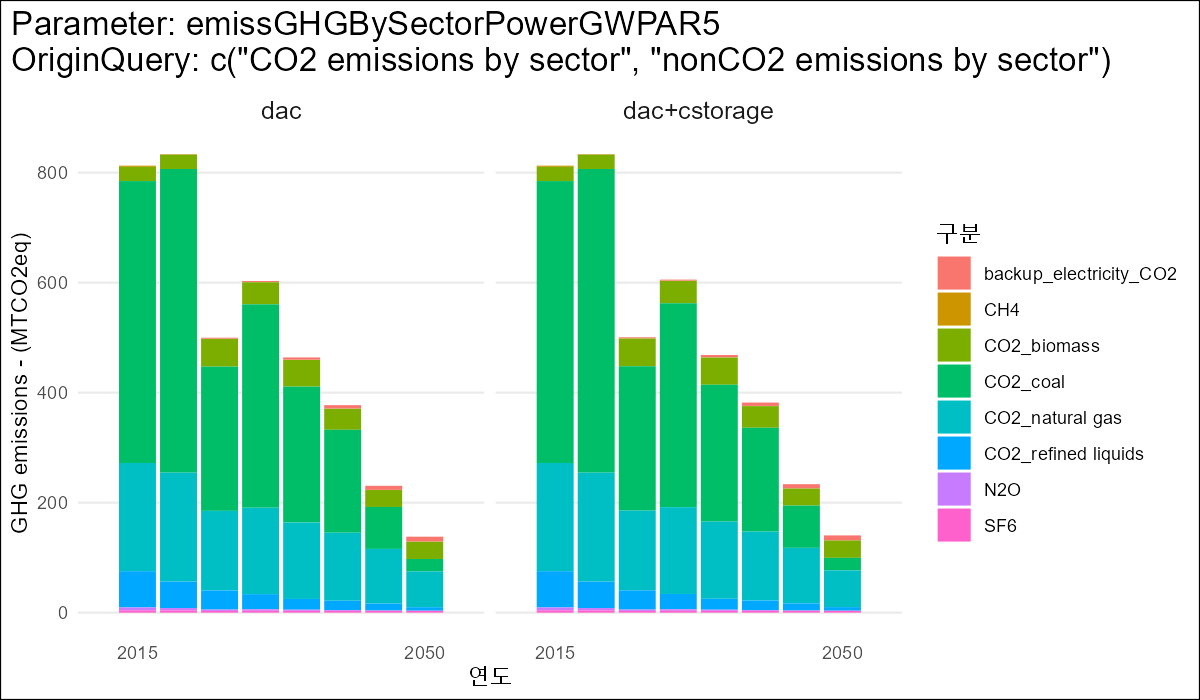 Parameter: emissGHGBySectorPowerGWPAR5
OriginQuery: c("CO2 emissions by sector", "nonCO2 emissions by sector")
dac
dac+cstorage
GHG emissions - (MTCO2eq)
800
600
400
200
0
2015
2050
2015
2050
연도
구분
backup_electricity_CO2
CH4
CO2_biomass
CO2_coal
CO2_natural gas
CO2_refined liquids
N2O
SF6